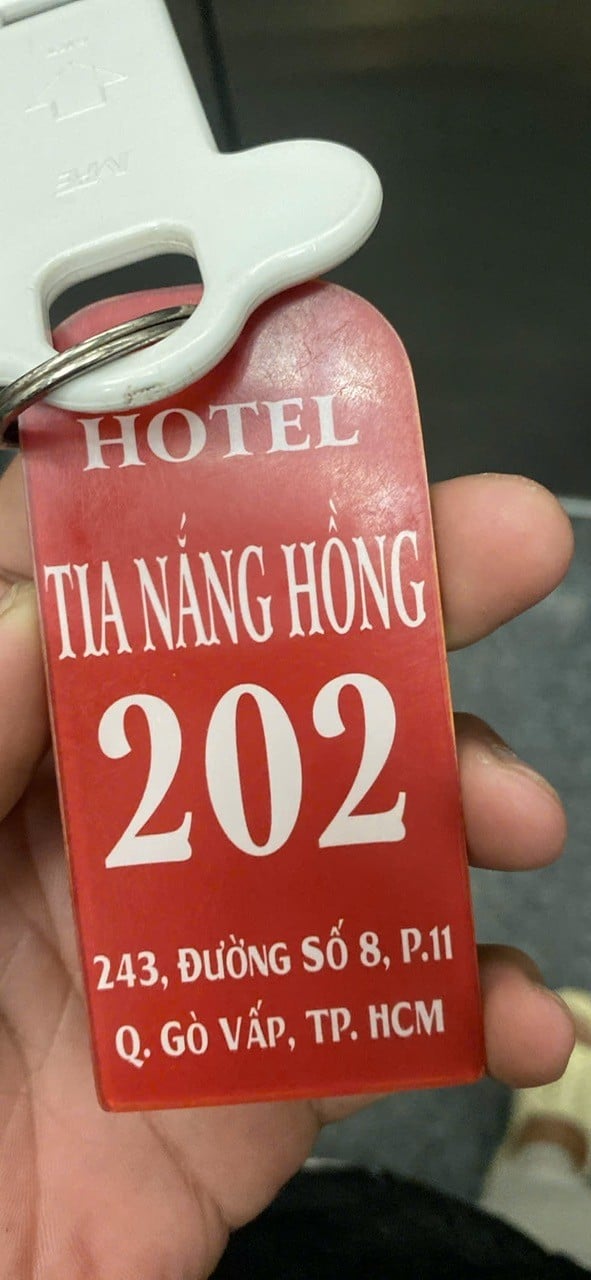 HOTEL
TIA NẮNG HỒNG
202
243, ĐƯỜNG SỐ 8, P.11
Q. GÒ VẤP, TP. HCM